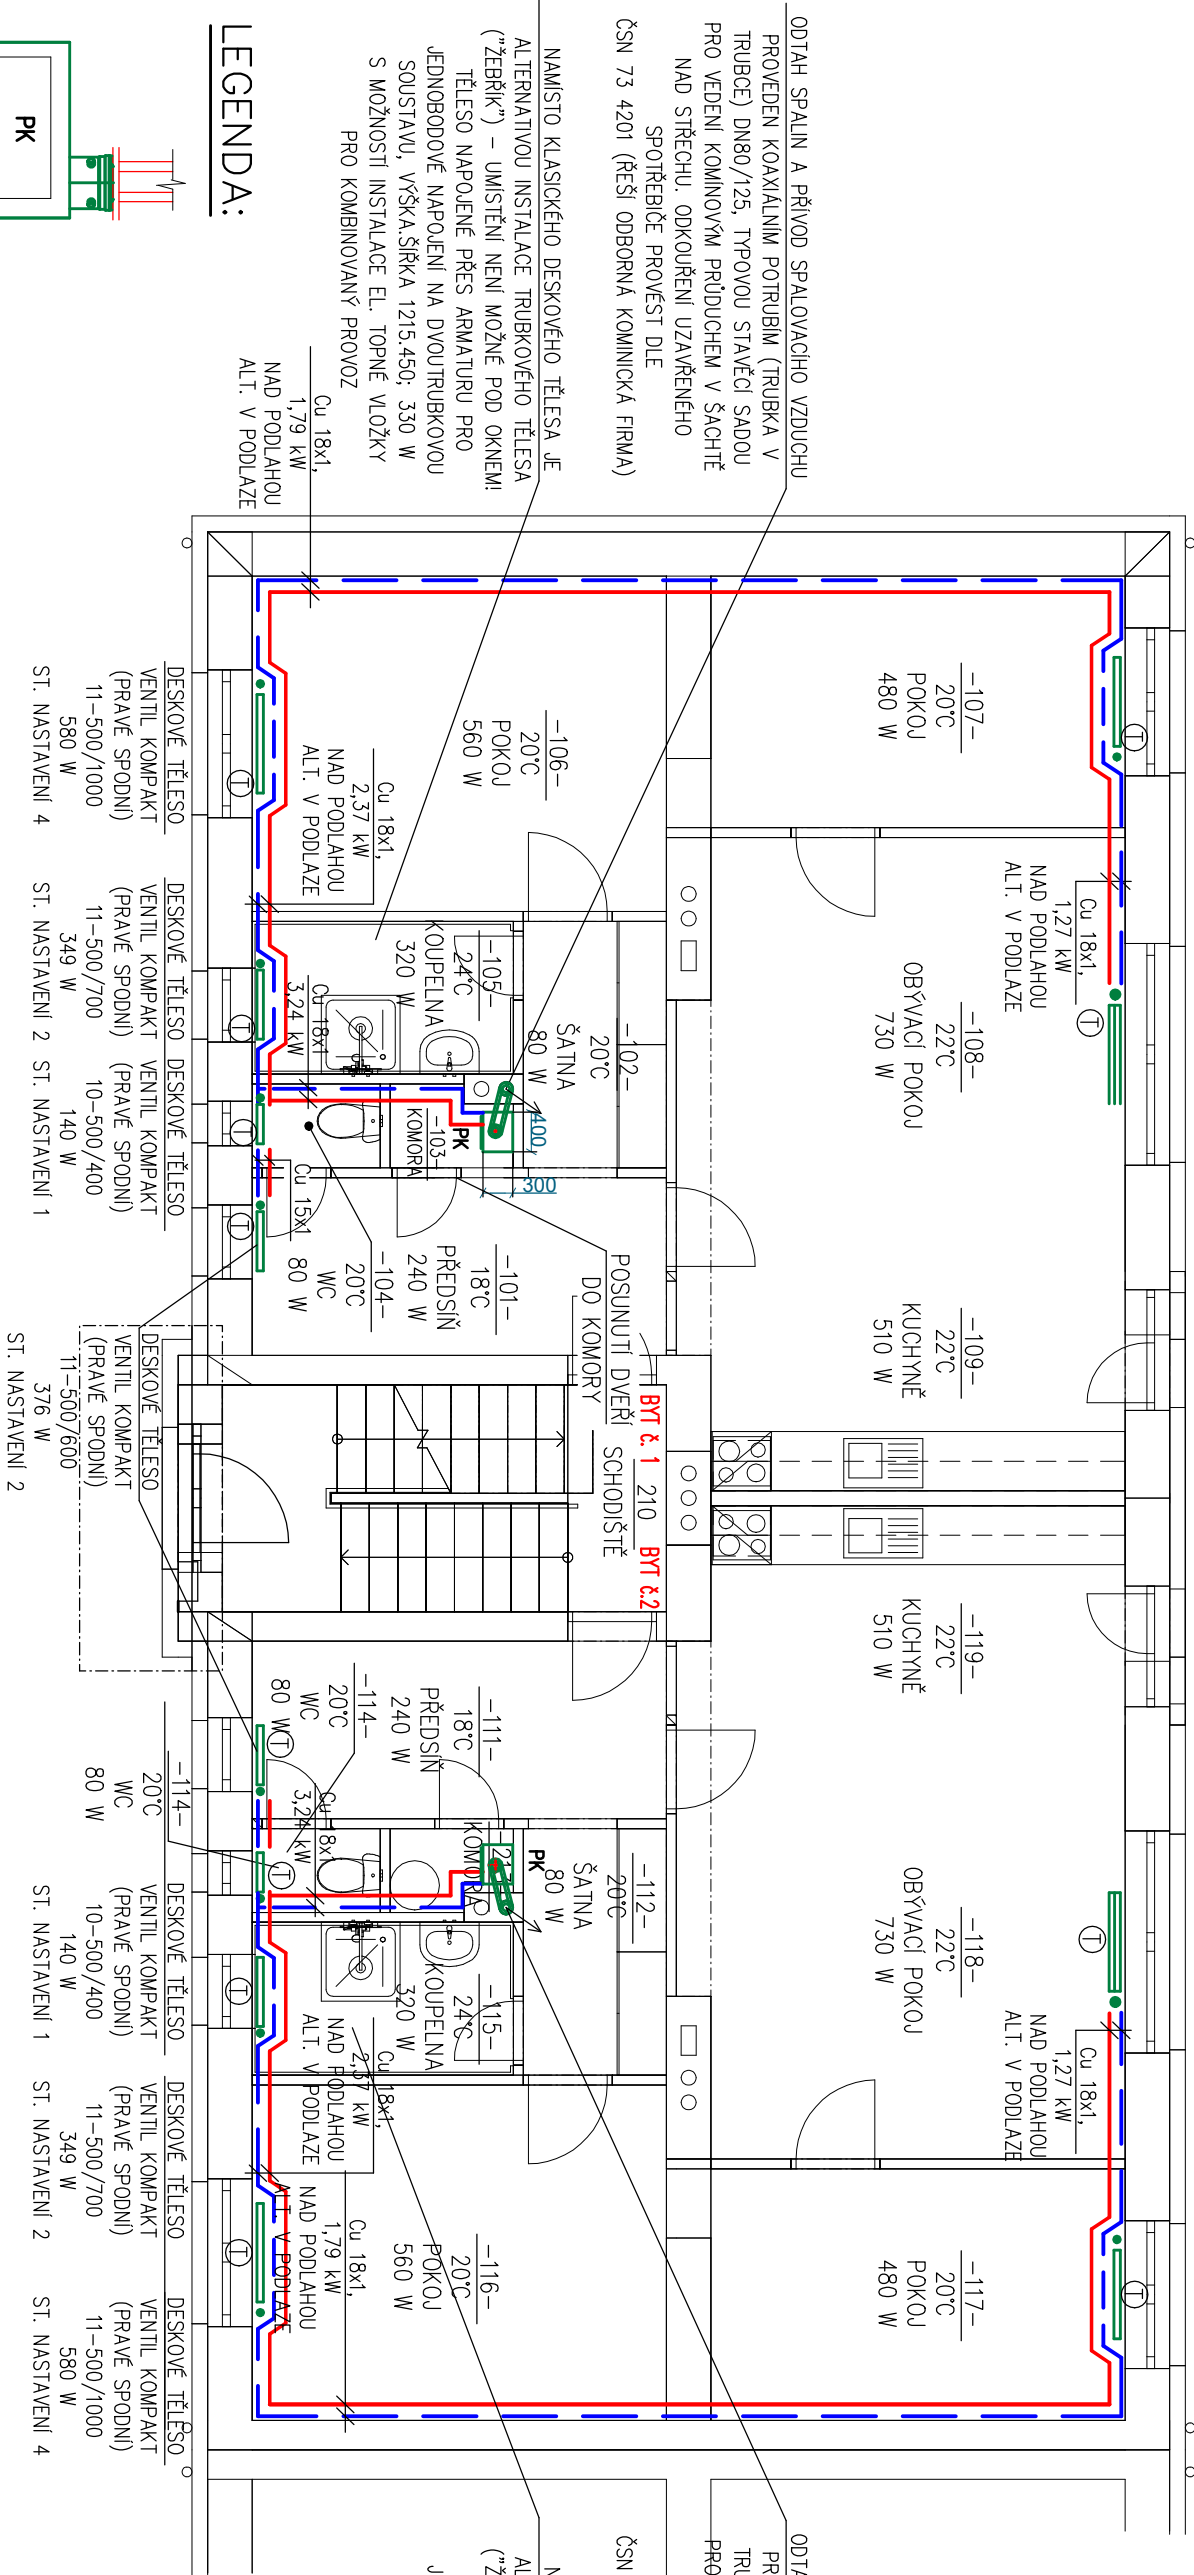 ODTAH SPALIN A PŘÍVOD SPALOVACÍHO VZDUCHU
PROVEDEN KOAXIÁLNÍM POTRUBÍM (TRUBKA V
TRUBCE) DN80/125, TYPOVOU STAVĚCÍ SADOU
PRO VEDENÍ KOMÍNOVÝM PRŮDUCHEM V ŠACHTĚ
NAD STŘECHU. ODKOUŘENÍ UZAVŘENÉHO
SPOTŘEBIČE PROVÉST DLE
ČSN 73 4201 (ŘEŠÍ ODBORNÁ KOMINICKÁ FIRMA)
NAMÍSTO KLASICKÉHO DESKOVÉHO TĚLESA JE
ALTERNATIVOU INSTALACE TRUBKOVÉHO TĚLESA
("ŽEBŘÍK") - UMÍSTĚNÍ NENÍ MOŽNÉ POD OKNEM!
TĚLESO NAPOJENÉ PŘES ARMATURU PRO
JEDNOBODOVÉ NAPOJENÍ NA DVOUTRUBKOVOU
SOUSTAVU, VÝŠKA.ŠÍŘKA 1215.450; 330 W
S MOŽNOSTÍ INSTALACE EL. TOPNÉ VLOŽKY
PRO KOMBINOVANÝ PROVOZ
LEGENDA:
PK
Cu 18x1,
1,79 kW
NAD PODLAHOU
ALT. V PODLAZE
-107-
20°C
POKOJ
480 W
T
Cu 18x1,
1,27 kW
NAD PODLAHOU
ALT. V PODLAZE
T
-108-
22°C
OBÝVACÍ POKOJ
730 W
-109-
22°C
KUCHYNĚ
510 W
-119-
22°C
KUCHYNĚ
510 W
-118-
22°C
OBÝVACÍ POKOJ
730 W
T
Cu 18x1,
1,27 kW
NAD PODLAHOU
ALT. V PODLAZE
-117-
20°C
POKOJ
480 W
T
-106-
20°C
POKOJ
560 W
Cu 18x1,
2,37 kW
NAD PODLAHOU
ALT. V PODLAZE
-105-
24°C
KOUPELNA
320 W
-102-
20°C
ŠATNA
80 W
Cu 18x1
3,24 kW
400
300
PK
-103-
KOMORA
Cu 15x1
-101-
18°C
PŘEDSÍŇ
240 W
-104-
20°C
WC
80 W
POSUNUTÍ DVEŘÍ
DO KOMORY
BYT č. 1
210
SCHODIŠTĚ
BYT č.2
-111-
18°C
PŘEDSÍŇ
240 W
-114-
20°C
WC
80 W
T
Cu 18x1
3,24 kW
T
KOMORA
PK
-112-
20°C
ŠATNA
80 W
-115-
24°C
KOUPELNA
320 W
Cu 18x1,
2,37 kW
NAD PODLAHOU
ALT. V PODLAZE
-116-
20°C
POKOJ
560 W
Cu 18x1,
1,79 kW
NAD PODLAHOU
ALT. V PODLAZE
T
T
T
T
T
T
DESKOVÉ TĚLESO
VENTIL KOMPAKT
(PRAVÉ SPODNÍ)
11-500/1000
580 W
ST. NASTAVENÍ 4
DESKOVÉ TĚLESO
VENTIL KOMPAKT
(PRAVÉ SPODNÍ)
11-500/700
349 W
ST. NASTAVENÍ 2
DESKOVÉ TĚLESO
VENTIL KOMPAKT
(PRAVÉ SPODNÍ)
10-500/400
140 W
ST. NASTAVENÍ 1
DESKOVÉ TĚLESO
VENTIL KOMPAKT
(PRAVÉ SPODNÍ)
11-500/600
376 W
ST. NASTAVENÍ 2
-114-
20°C
WC
80 W
DESKOVÉ TĚLESO
VENTIL KOMPAKT
(PRAVÉ SPODNÍ)
10-500/400
140 W
ST. NASTAVENÍ 1
DESKOVÉ TĚLESO
VENTIL KOMPAKT
(PRAVÉ SPODNÍ)
11-500/700
349 W
ST. NASTAVENÍ 2
DESKOVÉ TĚLESO
VENTIL KOMPAKT
(PRAVÉ SPODNÍ)
11-500/1000
580 W
ST. NASTAVENÍ 4
ČSN